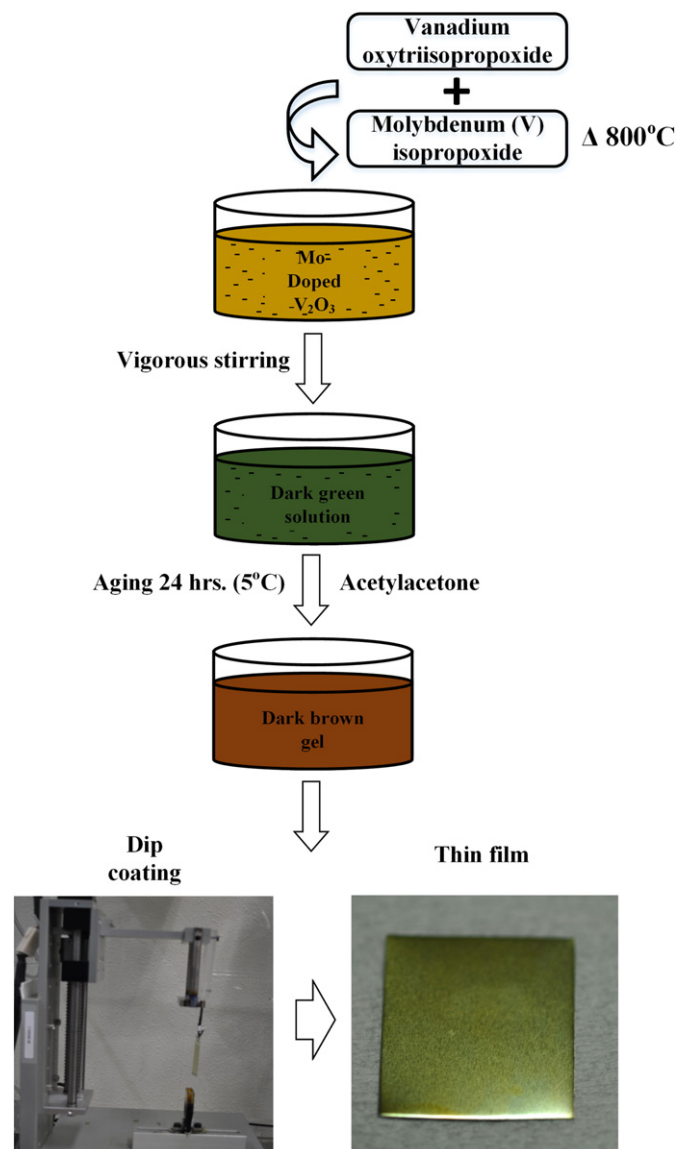 Vanadium
oxytriisopropoxide
+
Molybdenum (V)
isopropoxide
Δ 800°C
Mo-
Doped
V₂O₃
Vigorous stirring
Dark green
solution
Aging 24 hrs. (5°C)
Acetylacetone
Dark brown
gel
Dip
coating
Thin film